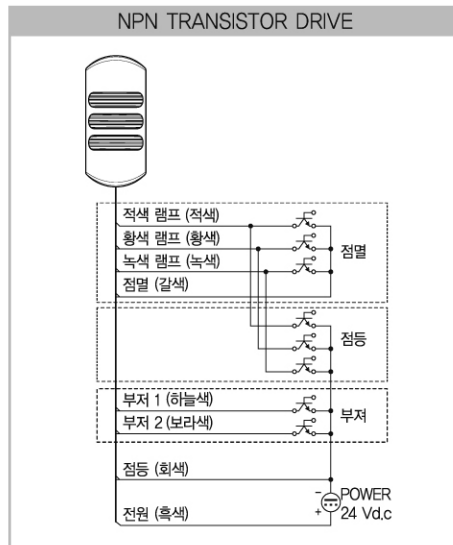 NPN TRANSISTOR DRIVE
적색 램프 (적색)
황색 램프 (황색)
녹색 램프 (녹색)
점멸 (갈색)
점멸
점등
부저 1 (하늘색)
부저 2 (보라색)
부져
점등 (회색)
전원 (흑색)
- POWER
+ 24 Vd.c